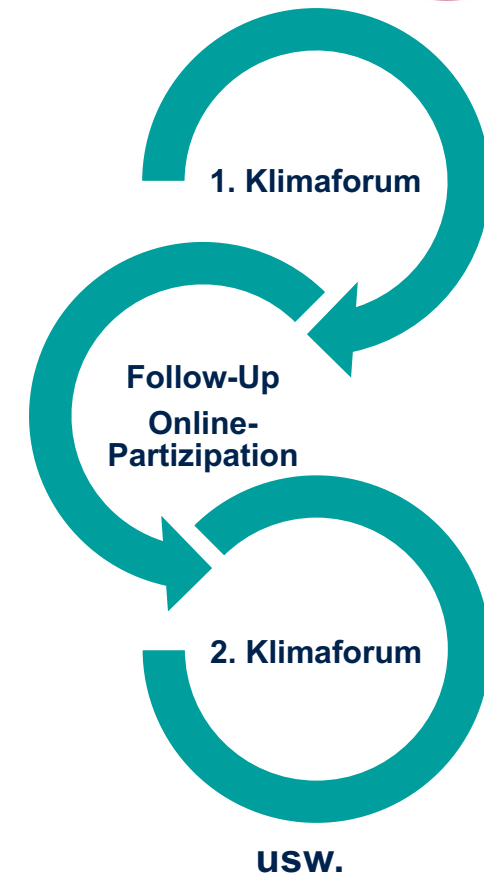 1. Klimaforum
Follow-Up
Online-
Partizipation
2. Klimaforum
usw.